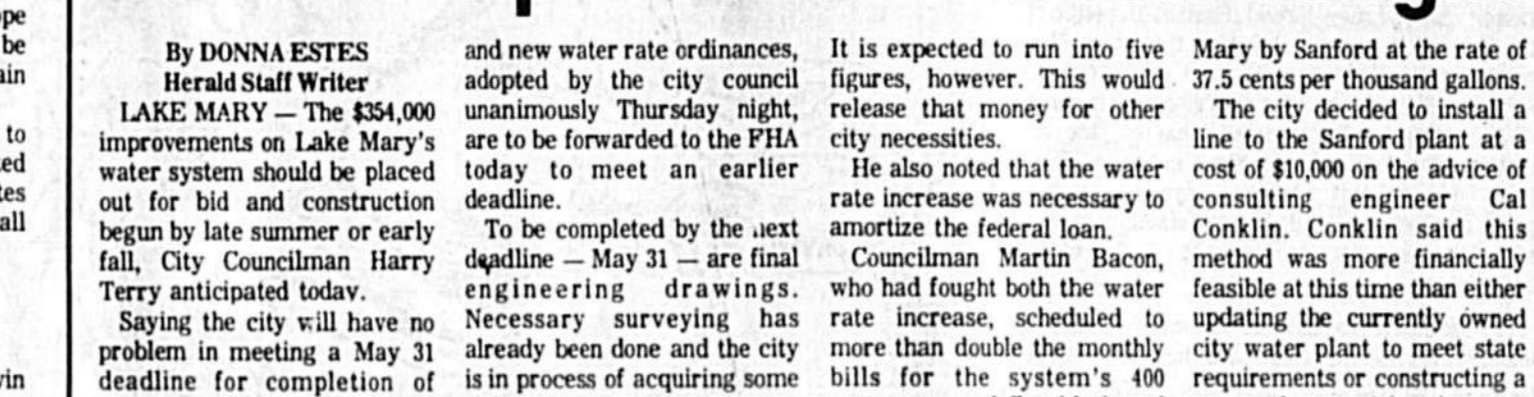 pe
be
ain
to
ed
tes
all
vin
By DONNA ESTES
Herald Staff Writer
LAKE MARY — The $354,000
improvements on Lake Mary's
water system should be placed
out for bid and construction
begun by late summer or early
fall, City Councilman Harry
Terry anticipated today.
Saying the city will have no
problem in meeting a May 31
deadline for completion of
and new water rate ordinances,
adopted by the city council
unanimously Thursday night,
are to be forwarded to the FHA
today to meet an earlier
deadline.
To be completed by the next
deadline — May 31 — are final
engineering drawings.
Necessary surveying has
already been done and the city
is in process of acquiring some
It is expected to run into five
figures, however. This would
release that money for other
city necessities.
He also noted that the water
rate increase was necessary to
amortize the federal loan.
Councilman Martin Bacon,
who had fought both the water
rate increase, scheduled to
more than double the monthly
bills for the system's 400
Mary by Sanford at the rate of
37.5 cents per thousand gallons.
The city decided to install a
line to the Sanford plant at a
cost of $10,000 on the advice of
consulting engineer Cal
Conklin. Conklin said this
method was more financially
feasible at this time than either
updating the currently owned
city water plant to meet state
requirements or constructing a